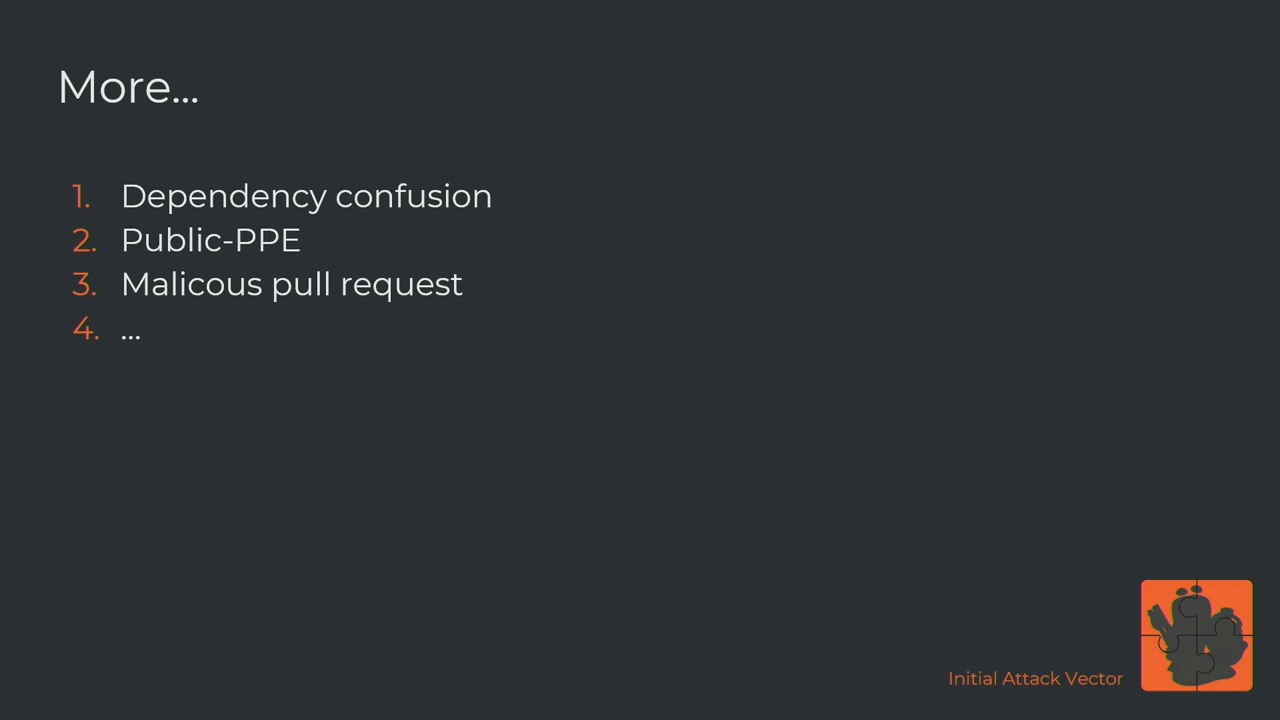 More...
1. Dependency confusion
2. Public-PPE
3. Malicous pull request
4. ...
Initial Attack Vector